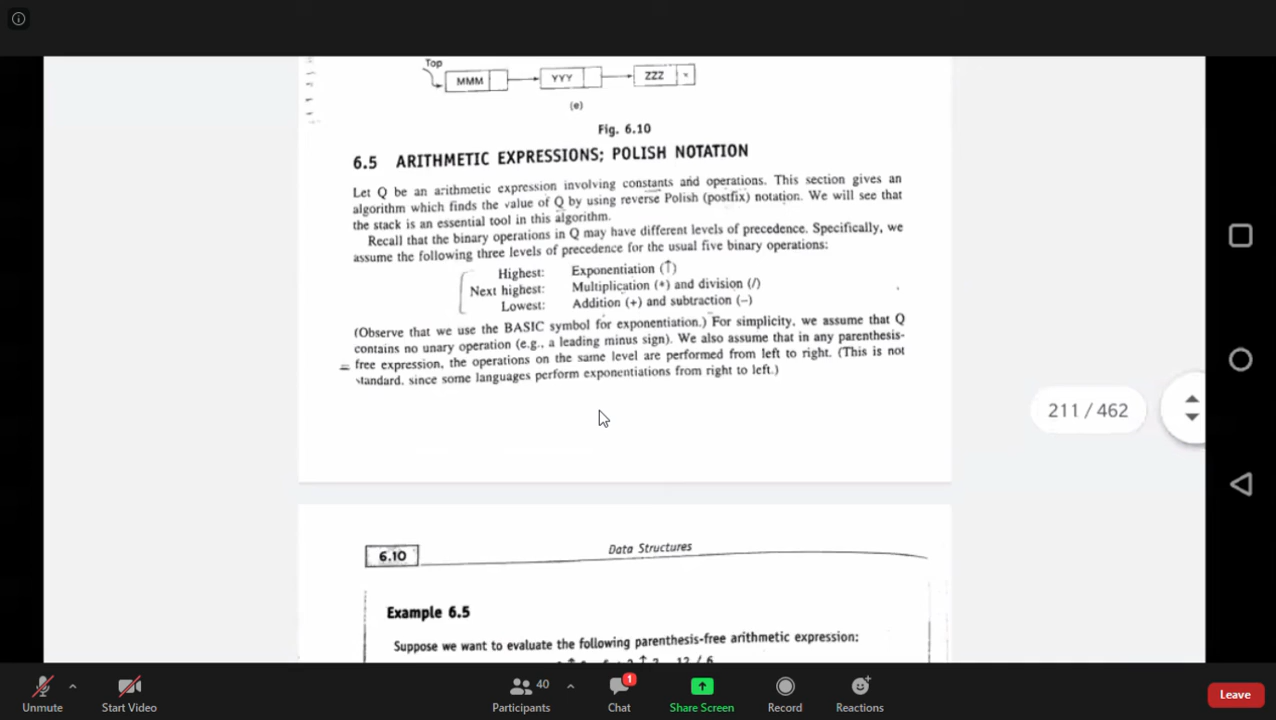 Top
MMM
YYY
ZZZ
(e)
Fig. 6.10
6.5 ARITHMETIC EXPRESSIONS; POLISH NOTATION
Let Q be an arithmetic expression involving constants and operations. This section gives an
algorithm which finds the value of Q by using reverse Polish (postfix) notation. We will see that
the stack is an essential tool in this algorithm.
Recall that the binary operations in Q may have different levels of precedence. Specifically, we
assume the following three levels of precedence for the usual five binary operations:
Highest: Exponentiation (↑)
Next highest: Multiplication (*) and division (/)
Lowest: Addition (+) and subtraction (–)
(Observe that we use the BASIC symbol for exponentiation.) For simplicity, we assume that Q
contains no unary operation (e.g., a leading minus sign). We also assume that in any parenthesis-
free expression, the operations on the same level are performed from left to right. (This is not
standard, since some languages perform exponentiations from right to left.)
211 / 462
6.10
Data Structures
Example 6.5
Suppose we want to evaluate the following parenthesis-free arithmetic expression:
12 / 6
Unmute
Start Video
40
Participants
1
Chat
Share Screen
Record
Reactions
Leave